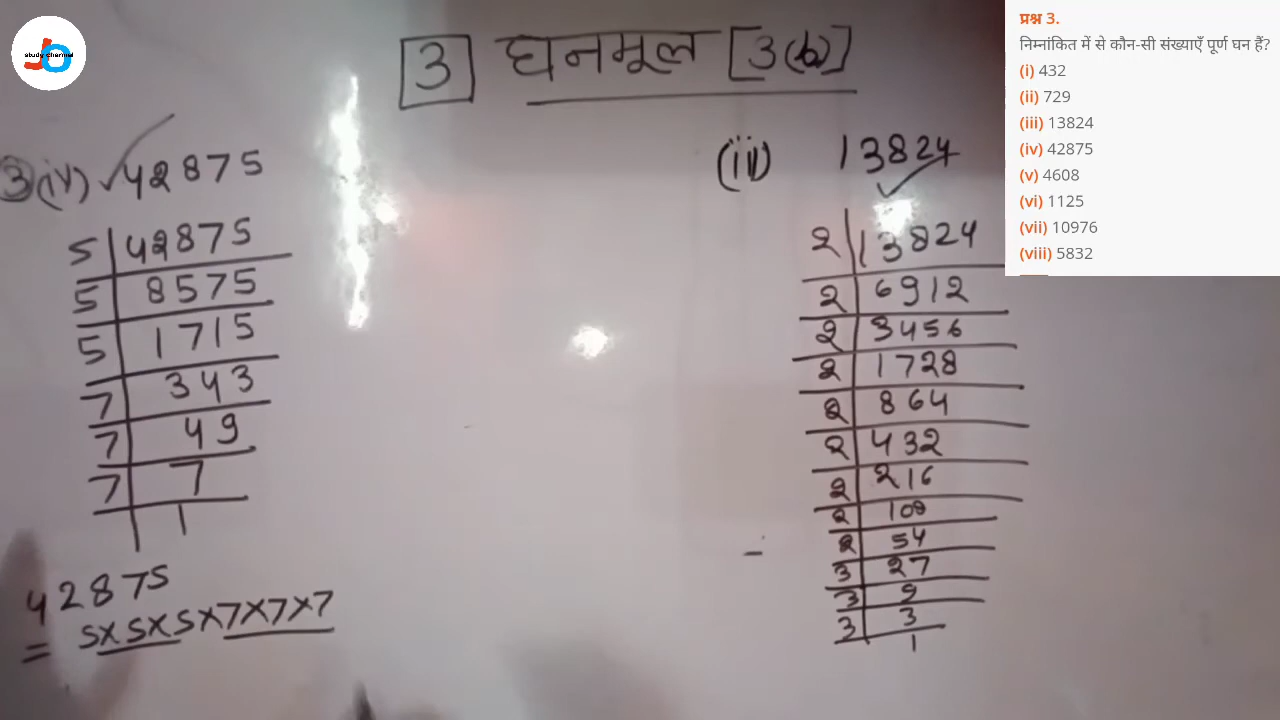 study channel
3 घनमूल [3(b)]
प्रश्न 3.
निम्नांकित में से कौन-सी संख्याएँ पूर्ण घन हैं?
(i) 432
(ii) 729
(iii) 13824
(iv) 42875
(v) 4608
(vi) 1125
(vii) 10976
(viii) 5832
3(iv) 42875
5 42875
5 8575
5 1715
7 343
7 49
7 7
1
42875
= 5×5×5×7×7×7
(iii) 13824
2 13824
2 6912
2 3456
2 1728
2 864
2 432
2 216
2 108
2 54
3 27
3 9
3 3
1